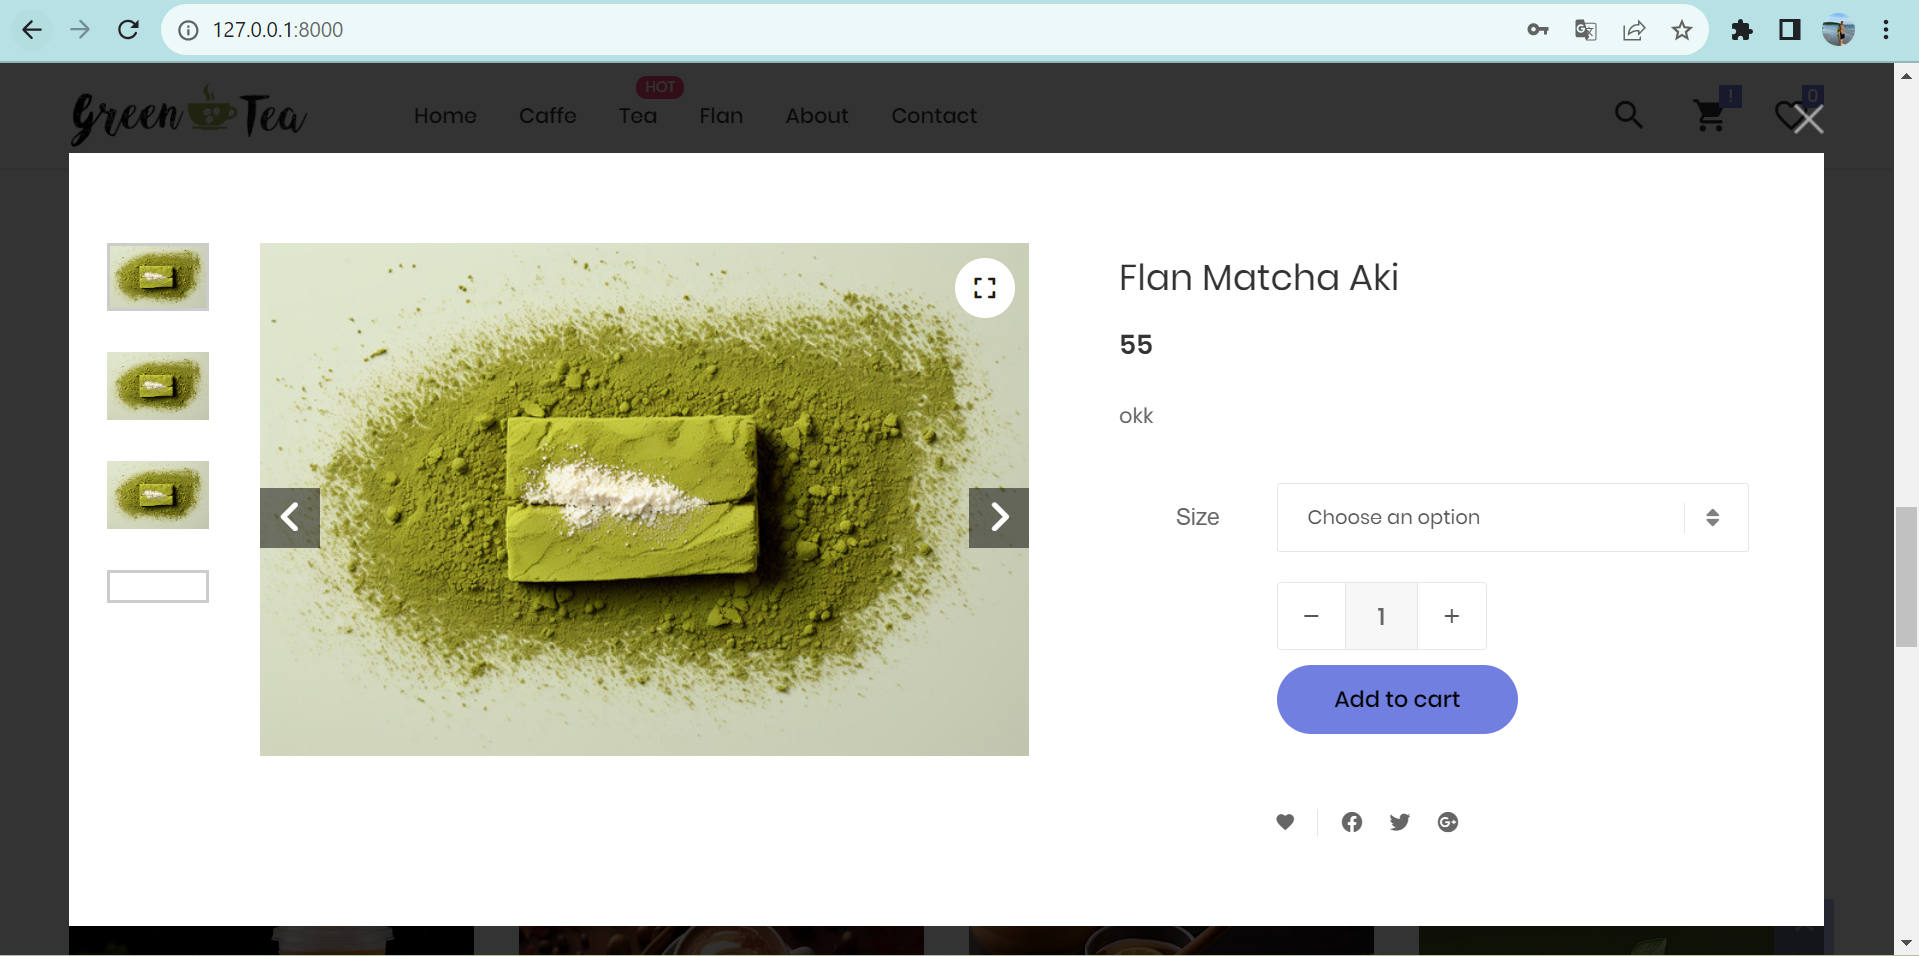 127.0.0.1:8000
Green Tea
Home Caffe Tea HOT Flan About Contact
! 0
Flan Matcha Aki
55
okk
Size Choose an option
− 1 +
Add to cart
G+